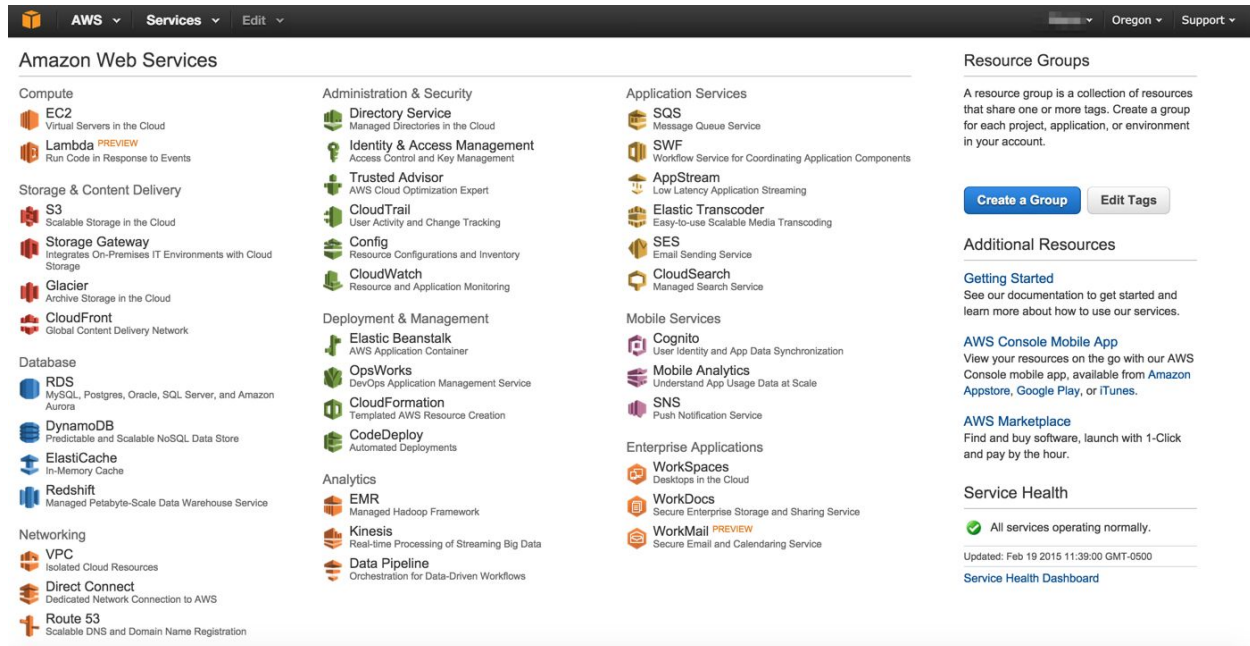 AWS
Services
Edit
Oregon
Support
Amazon Web Services
Compute
EC2
Virtual Servers in the Cloud
Lambda PREVIEW
Run Code in Response to Events
Storage & Content Delivery
S3
Scalable Storage in the Cloud
Storage Gateway
Integrates On-Premises IT Environments with Cloud
Storage
Glacier
Archive Storage in the Cloud
CloudFront
Global Content Delivery Network
Database
RDS
MySQL, Postgres, Oracle, SQL Server, and Amazon
Aurora
DynamoDB
Predictable and Scalable NoSQL Data Store
ElastiCache
In-Memory Cache
Redshift
Managed Petabyte-Scale Data Warehouse Service
Networking
VPC
Isolated Cloud Resources
Direct Connect
Dedicated Network Connection to AWS
Route 53
Scalable DNS and Domain Name Registration
Administration & Security
Directory Service
Managed Directories in the Cloud
Identity & Access Management
Access Control and Key Management
Trusted Advisor
AWS Cloud Optimization Expert
CloudTrail
User Activity and Change Tracking
Config
Resource Configurations and Inventory
CloudWatch
Resource and Application Monitoring
Deployment & Management
Elastic Beanstalk
AWS Application Container
OpsWorks
DevOps Application Management Service
CloudFormation
Templated AWS Resource Creation
CodeDeploy
Automated Deployments
Analytics
EMR
Managed Hadoop Framework
Kinesis
Real-time Processing of Streaming Big Data
Data Pipeline
Orchestration for Data-Driven Workflows
Application Services
SQS
Message Queue Service
SWF
Workflow Service for Coordinating Application Components
AppStream
Low Latency Application Streaming
Elastic Transcoder
Easy-to-use Scalable Media Transcoding
SES
Email Sending Service
CloudSearch
Managed Search Service
Mobile Services
Cognito
User Identity and App Data Synchronization
Mobile Analytics
Understand App Usage Data at Scale
SNS
Push Notification Service
Enterprise Applications
WorkSpaces
Desktops in the Cloud
WorkDocs
Secure Enterprise Storage and Sharing Service
WorkMail PREVIEW
Secure Email and Calendaring Service
Resource Groups
A resource group is a collection of resources
that share one or more tags. Create a group
for each project, application, or environment
in your account.
Create a Group
Edit Tags
Additional Resources
Getting Started
See our documentation to get started and
learn more about how to use our services.
AWS Console Mobile App
View your resources on the go with our AWS
Console mobile app, available from Amazon
Appstore, Google Play, or iTunes.
AWS Marketplace
Find and buy software, launch with 1-Click
and pay by the hour.
Service Health
All services operating normally.
Updated: Feb 19 2015 11:39:00 GMT-0500
Service Health Dashboard